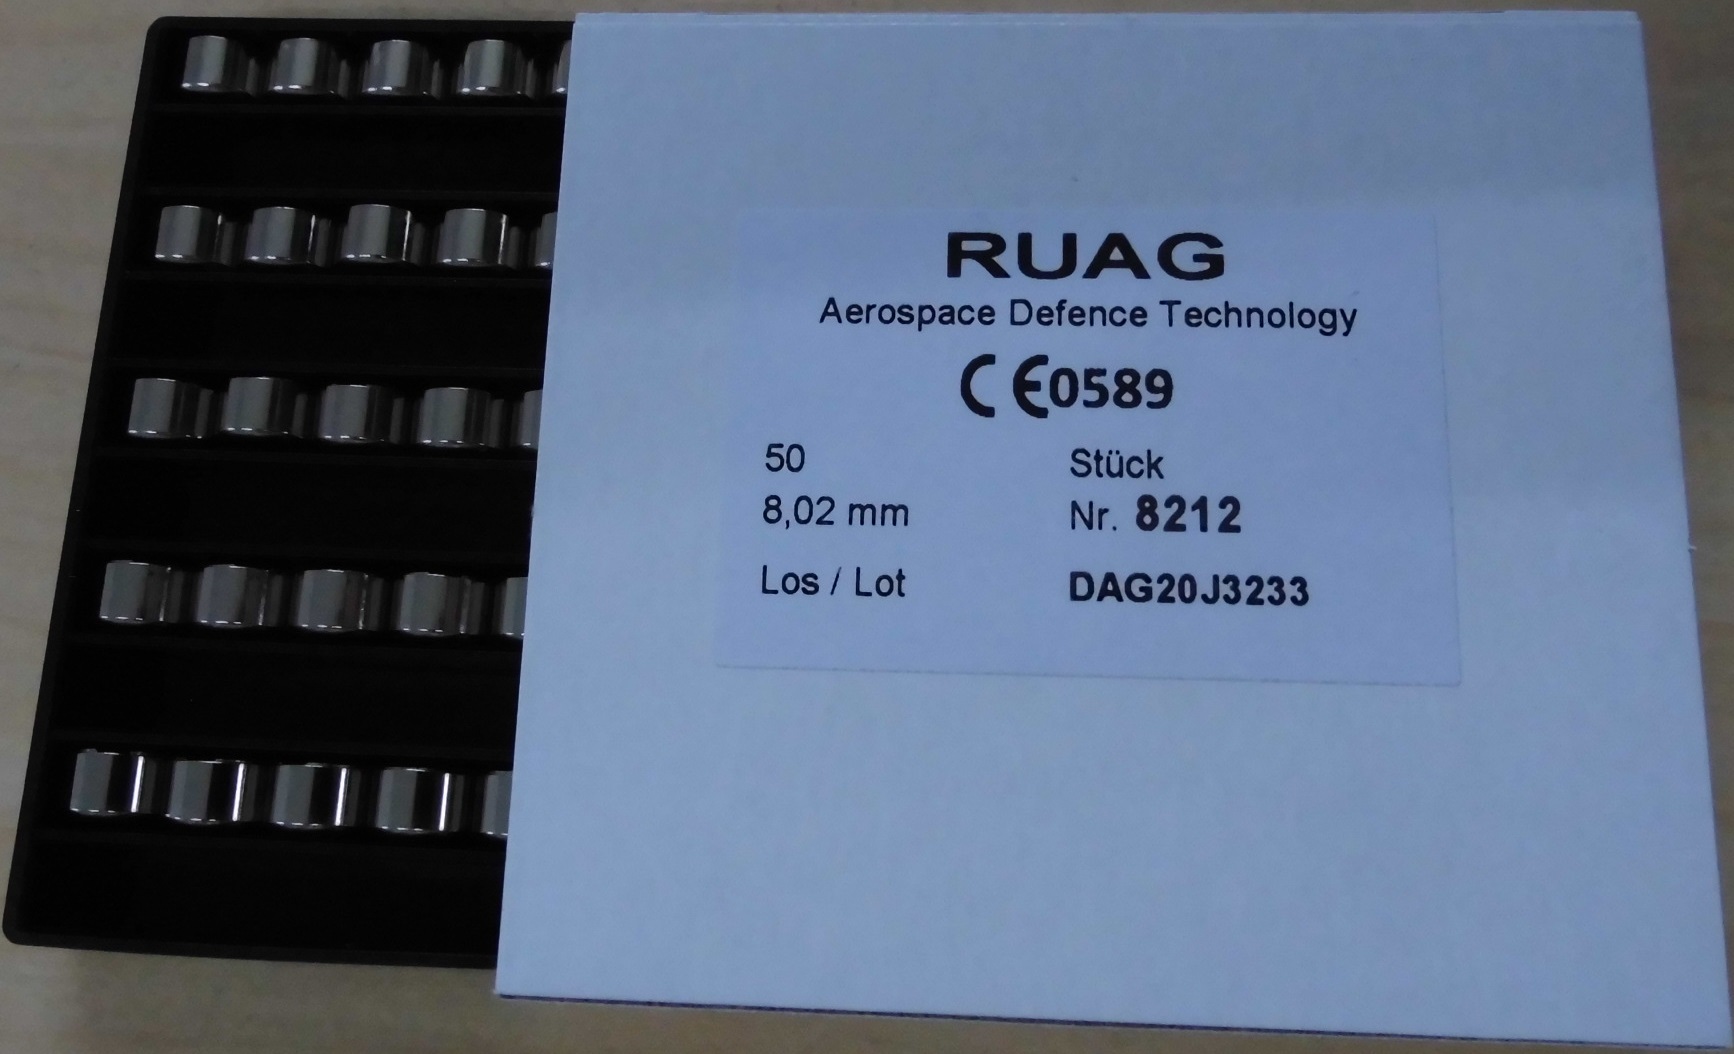 RUAG
Aerospace Defence Technology
CE0589
50 Stück
8,02 mm Nr. 8212
Los / Lot DAG20J3233